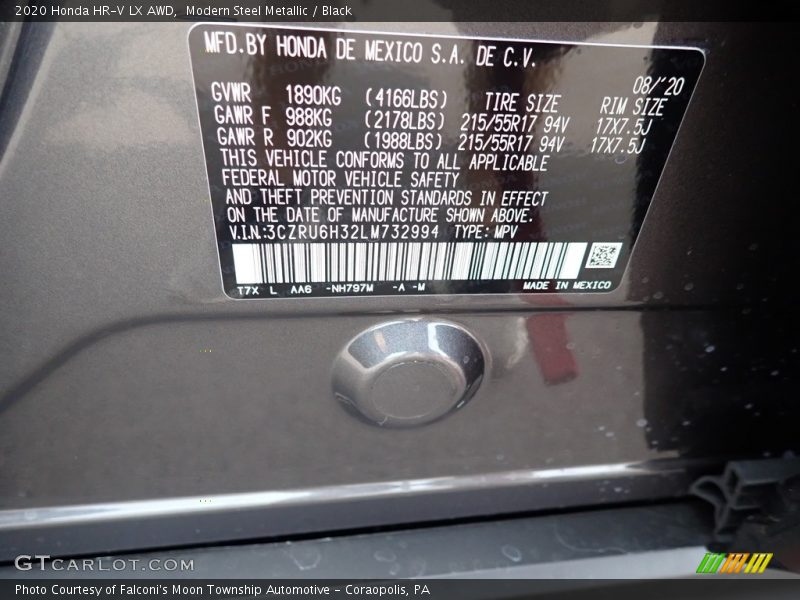 2020 Honda HR-V LX AWD,  Modern Steel Metallic / Black
MFD.BY HONDA DE MEXICO S.A. DE C.V.
08/'20
GVWR 1890KG (4166LBS) TIRE SIZE RIM SIZE
GAWR F 988KG (2178LBS) 215/55R17 94V 17X7.5J
GAWR R 902KG (1988LBS) 215/55R17 94V 17X7.5J
THIS VEHICLE CONFORMS TO ALL APPLICABLE
FEDERAL MOTOR VEHICLE SAFETY
AND THEFT PREVENTION STANDARDS IN EFFECT
ON THE DATE OF MANUFACTURE SHOWN ABOVE.
V.I.N.:3CZRU6H32LM732994 TYPE: MPV
T7X L AA6 -NH797M -A -M MADE IN MEXICO
GTCARLOT.COM
Photo Courtesy of Falconi's Moon Township Automotive - Coraopolis, PA